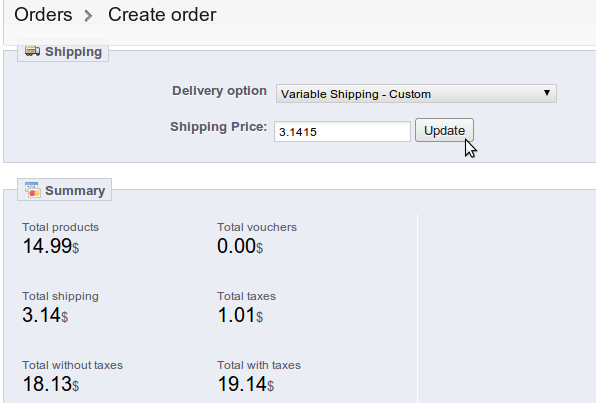 Orders > Create order
Shipping
Delivery option Variable Shipping - Custom
Shipping Price: 3.1415 Update
Summary
Total products Total vouchers
14.99$ 0.00$
Total shipping Total taxes
3.14$ 1.01$
Total without taxes Total with taxes
18.13$ 19.14$